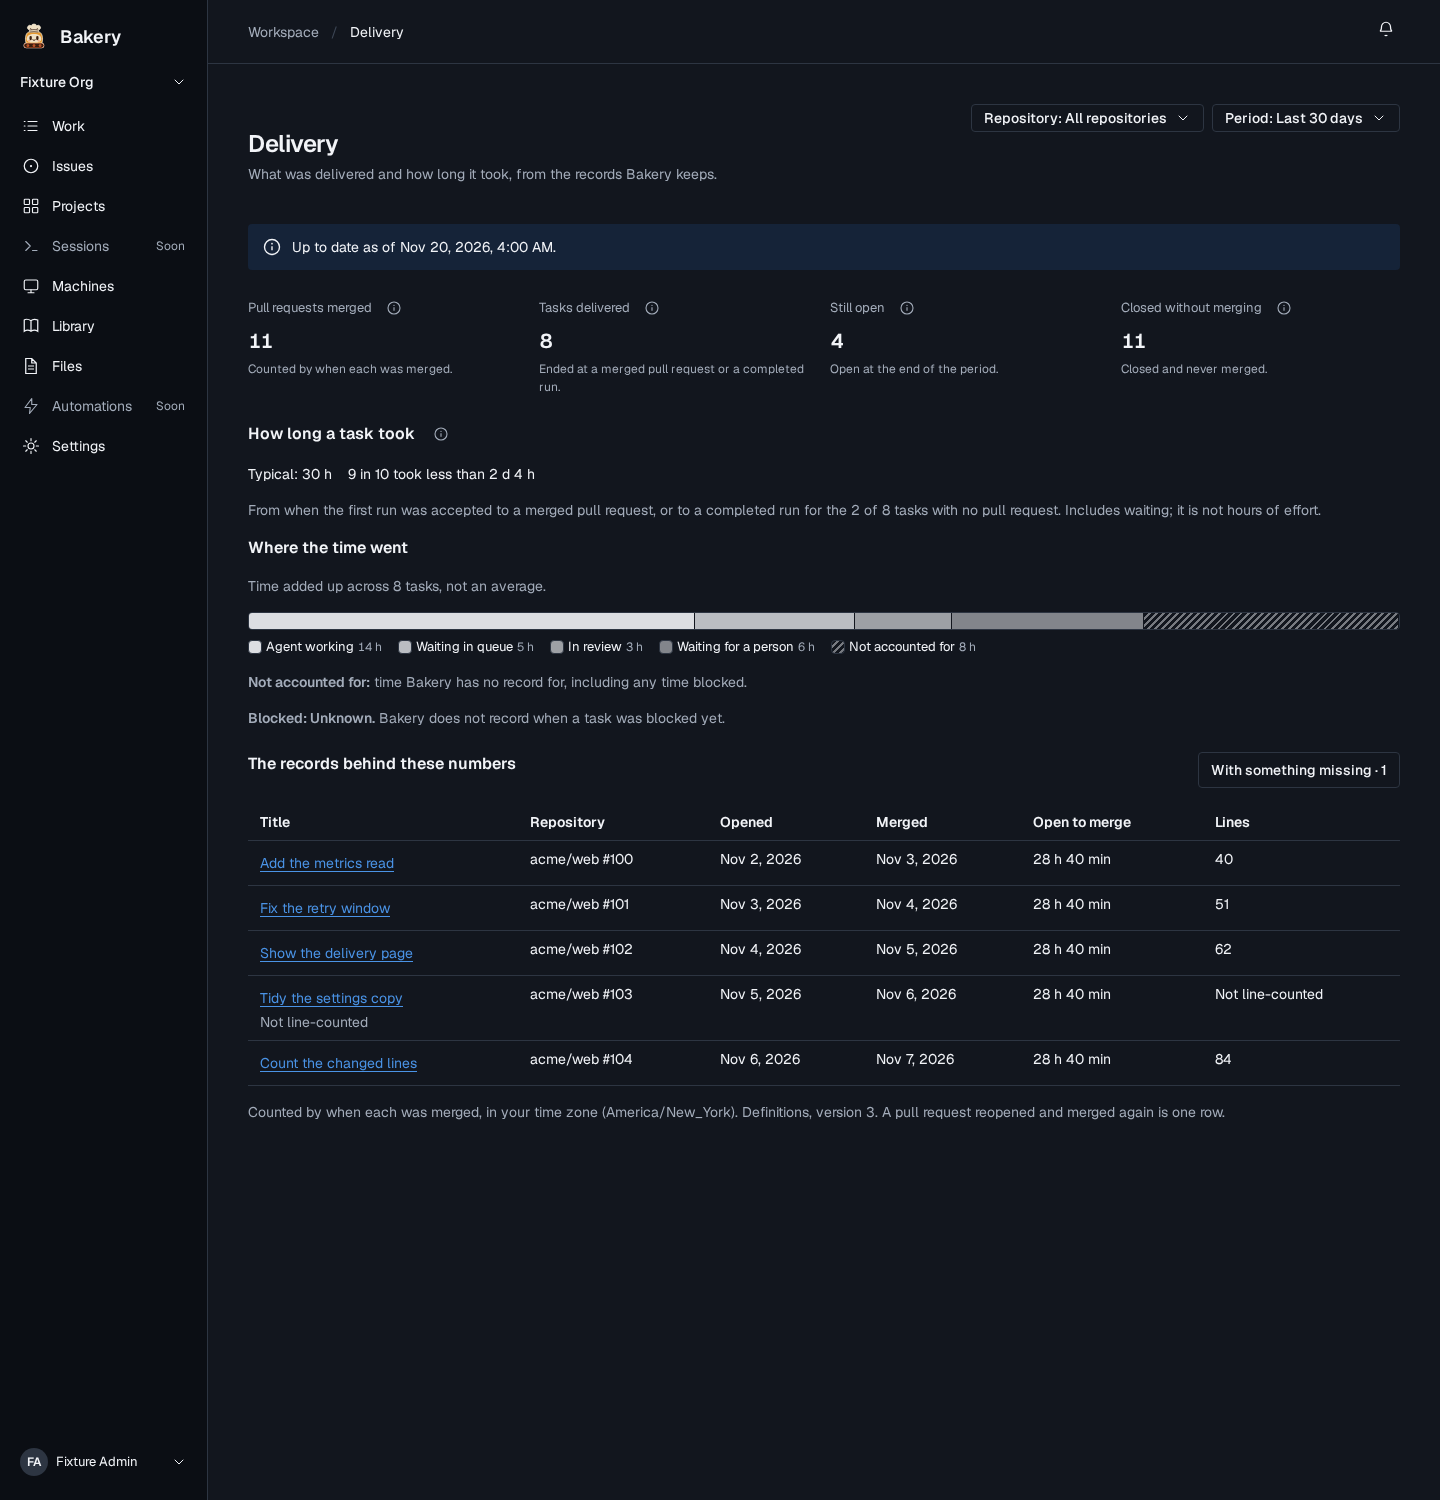 Bakery
Fixture Org
Work
Issues
Projects
Sessions Soon
Machines
Library
Files
Automations Soon
Settings
FA Fixture Admin
Workspace / Delivery
Repository: All repositories
Period: Last 30 days
Delivery
What was delivered and how long it took, from the records Bakery keeps.
Up to date as of Nov 20, 2026, 4:00 AM.
Pull requests merged
11
Counted by when each was merged.
Tasks delivered
8
Ended at a merged pull request or a completed
run.
Still open
4
Open at the end of the period.
Closed without merging
11
Closed and never merged.
How long a task took
Typical: 30 h 9 in 10 took less than 2 d 4 h
From when the first run was accepted to a merged pull request, or to a completed run for the 2 of 8 tasks with no pull request. Includes waiting; it is not hours of effort.
Where the time went
Time added up across 8 tasks, not an average.
Agent working 14 h Waiting in queue 5 h In review 3 h Waiting for a person 6 h Not accounted for 8 h
Not accounted for: time Bakery has no record for, including any time blocked.
Blocked: Unknown. Bakery does not record when a task was blocked yet.
The records behind these numbers
With something missing · 1
Title Repository Opened Merged Open to merge Lines
Add the metrics read acme/web #100 Nov 2, 2026 Nov 3, 2026 28 h 40 min 40
Fix the retry window acme/web #101 Nov 3, 2026 Nov 4, 2026 28 h 40 min 51
Show the delivery page acme/web #102 Nov 4, 2026 Nov 5, 2026 28 h 40 min 62
Tidy the settings copy acme/web #103 Nov 5, 2026 Nov 6, 2026 28 h 40 min Not line-counted
Not line-counted
Count the changed lines acme/web #104 Nov 6, 2026 Nov 7, 2026 28 h 40 min 84
Counted by when each was merged, in your time zone (America/New_York). Definitions, version 3. A pull request reopened and merged again is one row.